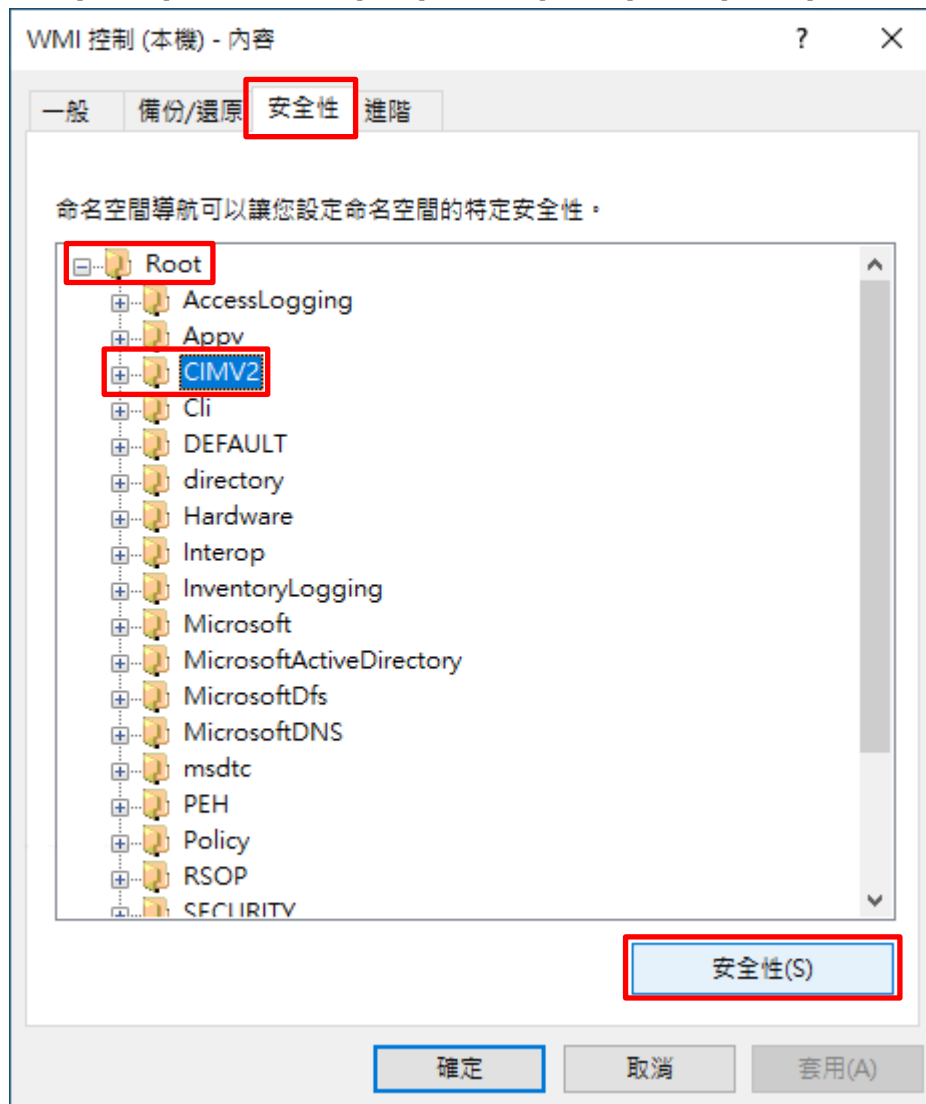 WMI 控制 (本機) - 內容 ? ×
一般 備份/還原 安全性 進階
命名空間導航可以讓您設定命名空間的特定安全性。
Root
AccessLogging
Appv
CIMV2
Cli
DEFAULT
directory
Hardware
Interop
InventoryLogging
Microsoft
MicrosoftActiveDirectory
MicrosoftDfs
MicrosoftDNS
msdtc
PEH
Policy
RSOP
SECURITY
安全性(S)
確定 取消 套用(A)